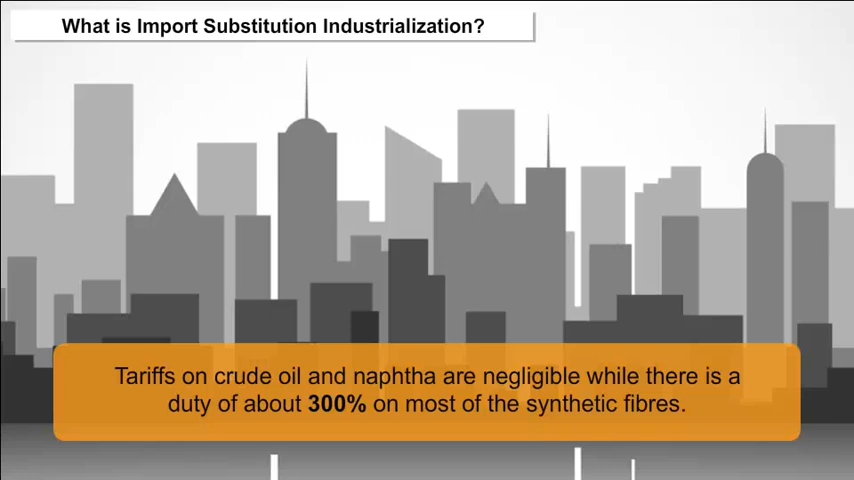 What is Import Substitution Industrialization?
Tariffs on crude oil and naphtha are negligible while there is a
duty of about 300% on most of the synthetic fibres.